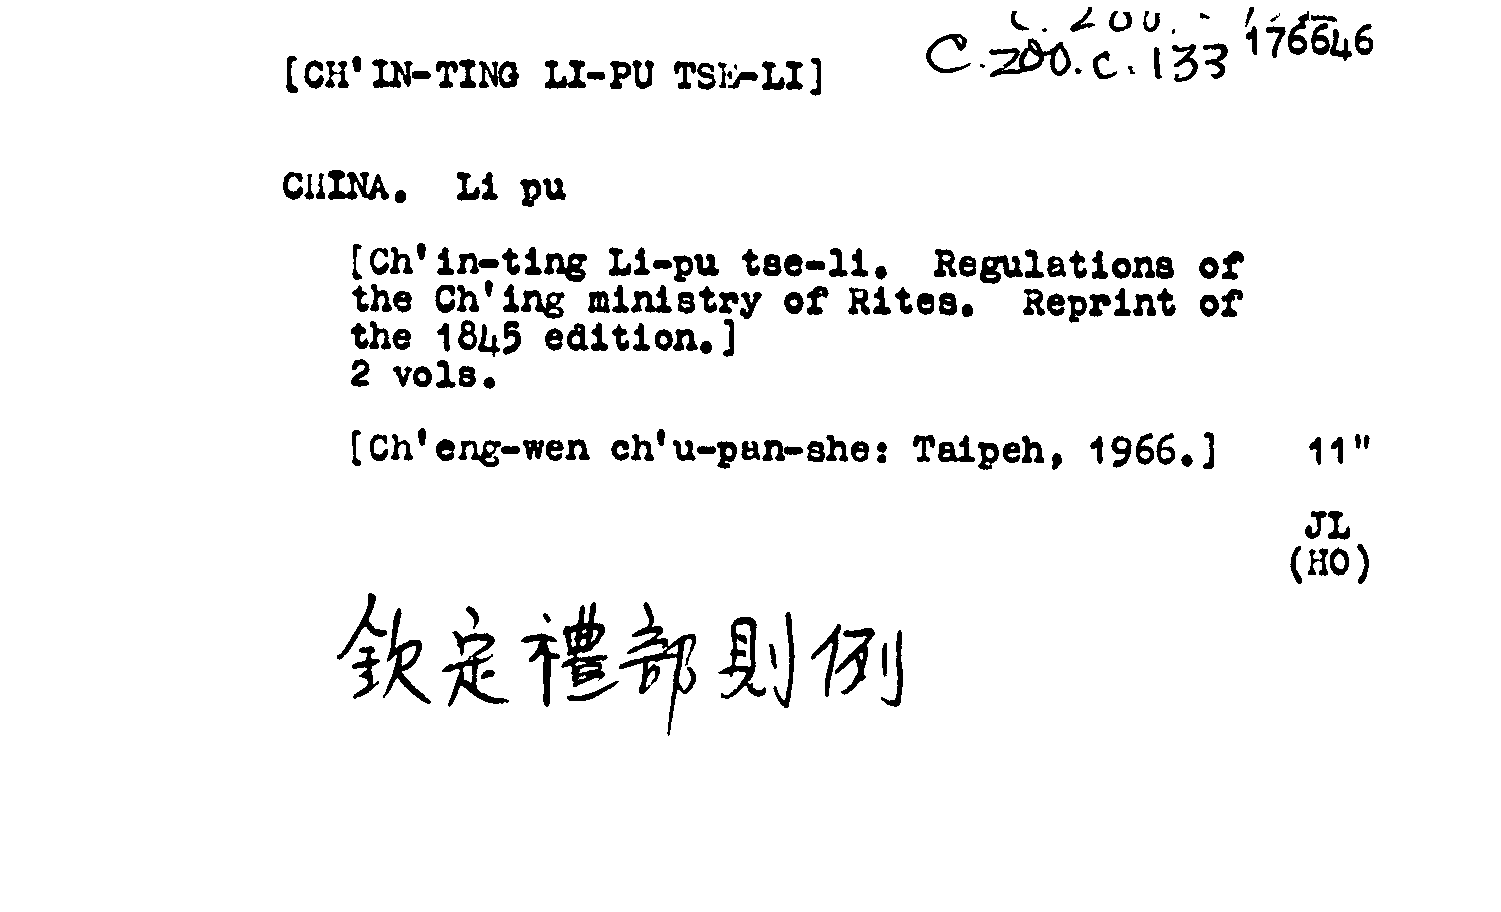 [CH'IN-TING LI-PU TSE-LI]
C.200.c.133
176646
CHINA. Li pu
[Ch'in-ting Li-pu tse-li. Regulations of
the Ch'ing ministry of Rites. Reprint of
the 1845 edition.]
2 vols.
[Ch'eng-wen ch'u-pan-she: Taipeh, 1966.] 11"
JL
(HO)
欽定禮部則例